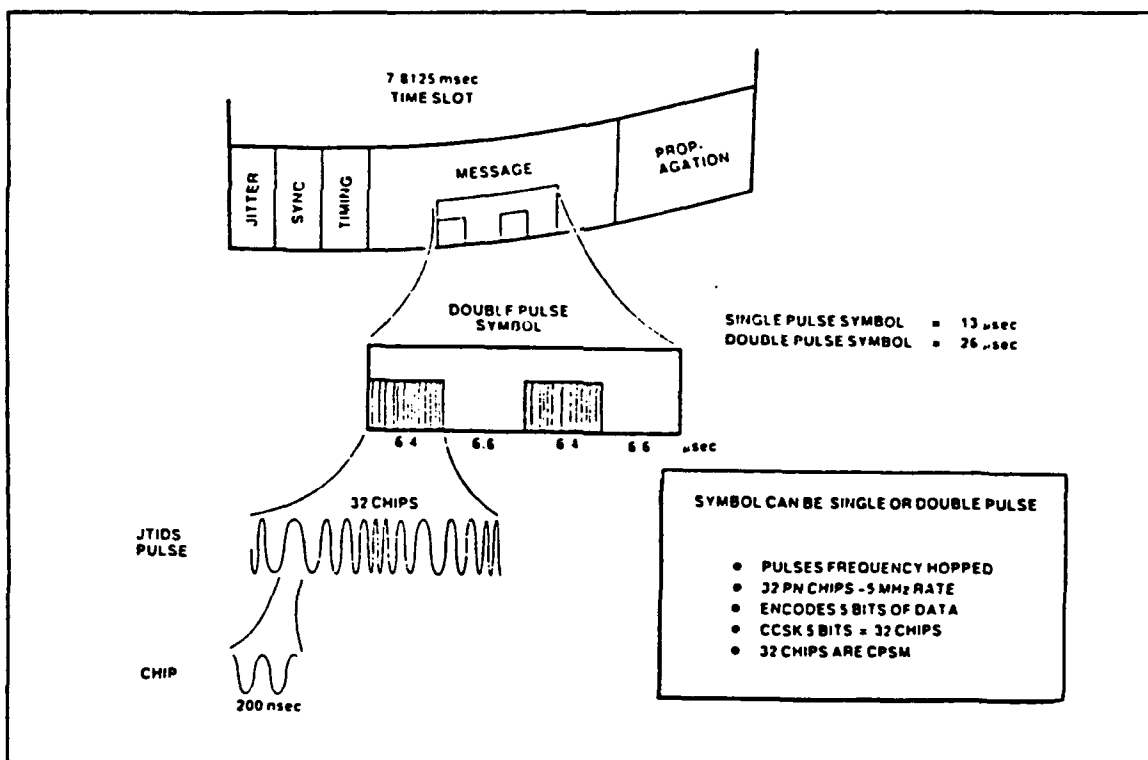 7 8125 msec
TIME SLOT
JITTER
SYNC
TIMING
MESSAGE
PROP-
AGATION
DOUBLE PULSE
SYMBOL
SINGLE PULSE SYMBOL = 13 µsec
DOUBLE PULSE SYMBOL = 26 µsec
6 4 6.6 6 4 6 6 µsec
32 CHIPS
JTIDS
PULSE
CHIP
200 nsec
SYMBOL CAN BE SINGLE OR DOUBLE PULSE
• PULSES FREQUENCY HOPPED
• 32 PN CHIPS -5 MHz RATE
• ENCODES 5 BITS OF DATA
• CCSK 5 BITS = 32 CHIPS
• 32 CHIPS ARE CPSM